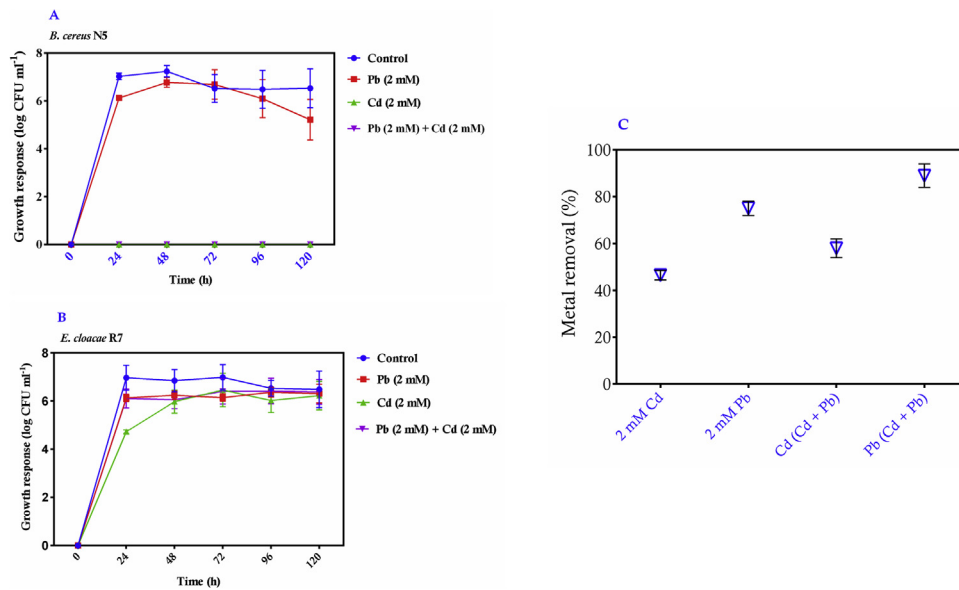 A
B. cereus N5
Growth response (log CFU ml⁻¹)
8
6
4
2
0
0 24 48 72 96 120
Time (h)
Control
Pb (2 mM)
Cd (2 mM)
Pb (2 mM) + Cd (2 mM)
B
E. cloacae R7
Growth response (log CFU ml⁻¹)
8
6
4
2
0
0 24 48 72 96 120
Time (h)
Control
Pb (2 mM)
Cd (2 mM)
Pb (2 mM) + Cd (2 mM)
C
Metal removal (%)
100
80
60
40
20
0
2 mM Cd
2 mM Pb
Cd (Cd + Pb)
Pb (Cd + Pb)